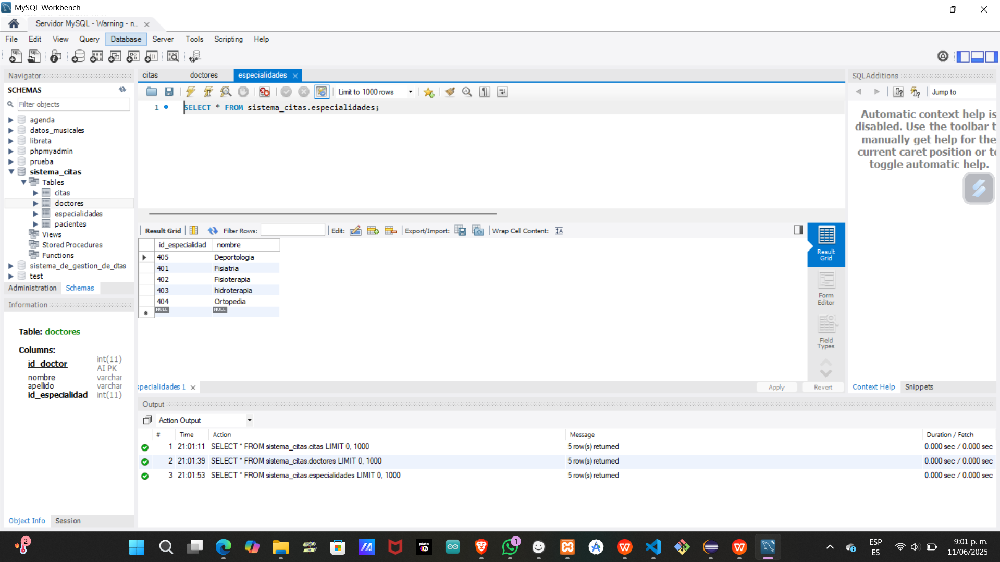 MySQL Workbench
Servidor MySQL - Warning - n...
File Edit View Query Database Server Tools Scripting Help
Navigator
SCHEMAS
Filter objects
agenda
datos_musicales
libreta
phpmyadmin
prueba
sistema_citas
Tables
citas
doctores
especialidades
pacientes
Views
Stored Procedures
Functions
sistema_de_gestion_de_citas
test
Administration Schemas
Information
Table: doctores
Columns:
id_doctor int(11) AI PK
nombre varchar
apellido varchar
id_especialidad int(11)
Object Info Session
citas doctores especialidades
Limit to 1000 rows
1 SELECT * FROM sistema_citas.especialidades;
Result Grid Filter Rows: Edit: Export/Import: Wrap Cell Content:
id_especialidad nombre
405 Deportologia
401 Fisiatria
402 Fisioterapia
403 hidroterapia
404 Ortopedia
NULL NULL
Result Grid
Form Editor
Field Types
specialidades 1
Apply Revert
SQLAdditions
Jump to
Automatic context help is
disabled. Use the toolbar t
manually get help for the
current caret position or to
toggle automatic help.
Context Help Snippets
Output
Action Output
# Time Action Message Duration / Fetch
1 21:01:11 SELECT * FROM sistema_citas.citas LIMIT 0, 1000 5 row(s) returned 0.000 sec / 0.000 sec
2 21:01:39 SELECT * FROM sistema_citas.doctores LIMIT 0, 1000 5 row(s) returned 0.000 sec / 0.000 sec
3 21:01:53 SELECT * FROM sistema_citas.especialidades LIMIT 0, 1000 5 row(s) returned 0.000 sec / 0.000 sec
2
pluto tv
1
ESP
ES
9:01 p. m.
11/06/2025